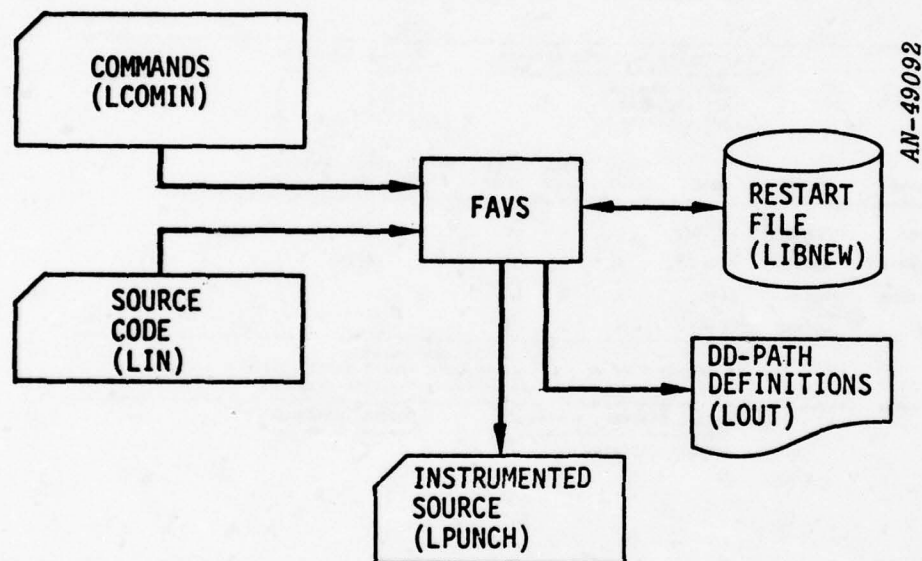 COMMANDS
(LCOMIN)
AN-49092
FAVS
RESTART
FILE
(LIBNEW)
SOURCE
CODE
(LIN)
DD-PATH
DEFINITIONS
(LOUT)
INSTRUMENTED
SOURCE
(LPUNCH)